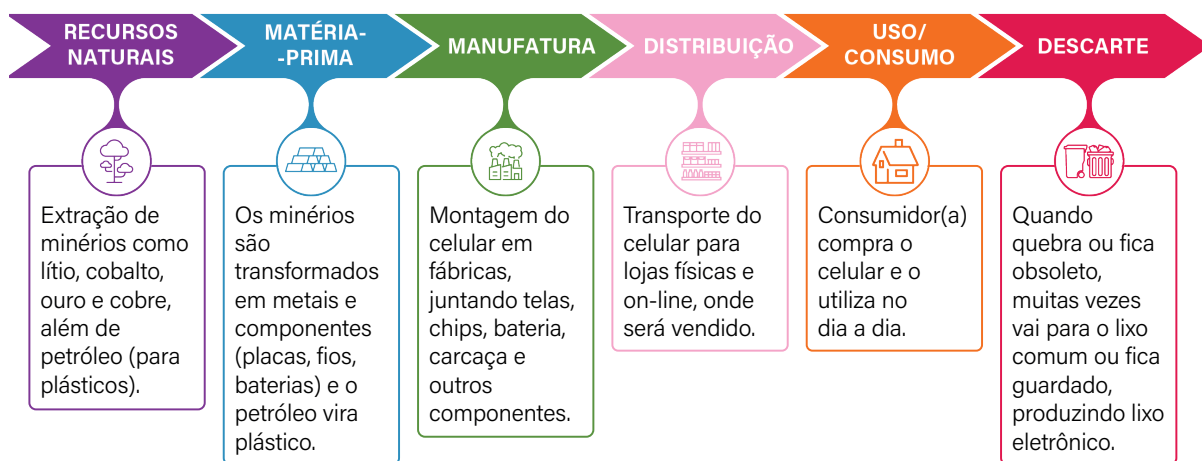 RECURSOS
NATURAIS
MATÉRIA-
-PRIMA
MANUFATURA
DISTRIBUIÇÃO
USO/
CONSUMO
DESCARTE
Extração de
minérios como
lítio, cobalto,
ouro e cobre,
além de
petróleo (para
plásticos).
Os minérios
são
transformados
em metais e
componentes
(placas, fios,
baterias) e o
petróleo vira
plástico.
Montagem do
celular em
fábricas,
juntando telas,
chips, bateria,
carcaça e
outros
componentes.
Transporte do
celular para
lojas físicas e
on-line, onde
será vendido.
Consumidor(a)
compra o
celular e o
utiliza no
dia a dia.
Quando
quebra ou fica
obsoleto,
muitas vezes
vai para o lixo
comum ou fica
guardado,
produzindo lixo
eletrônico.